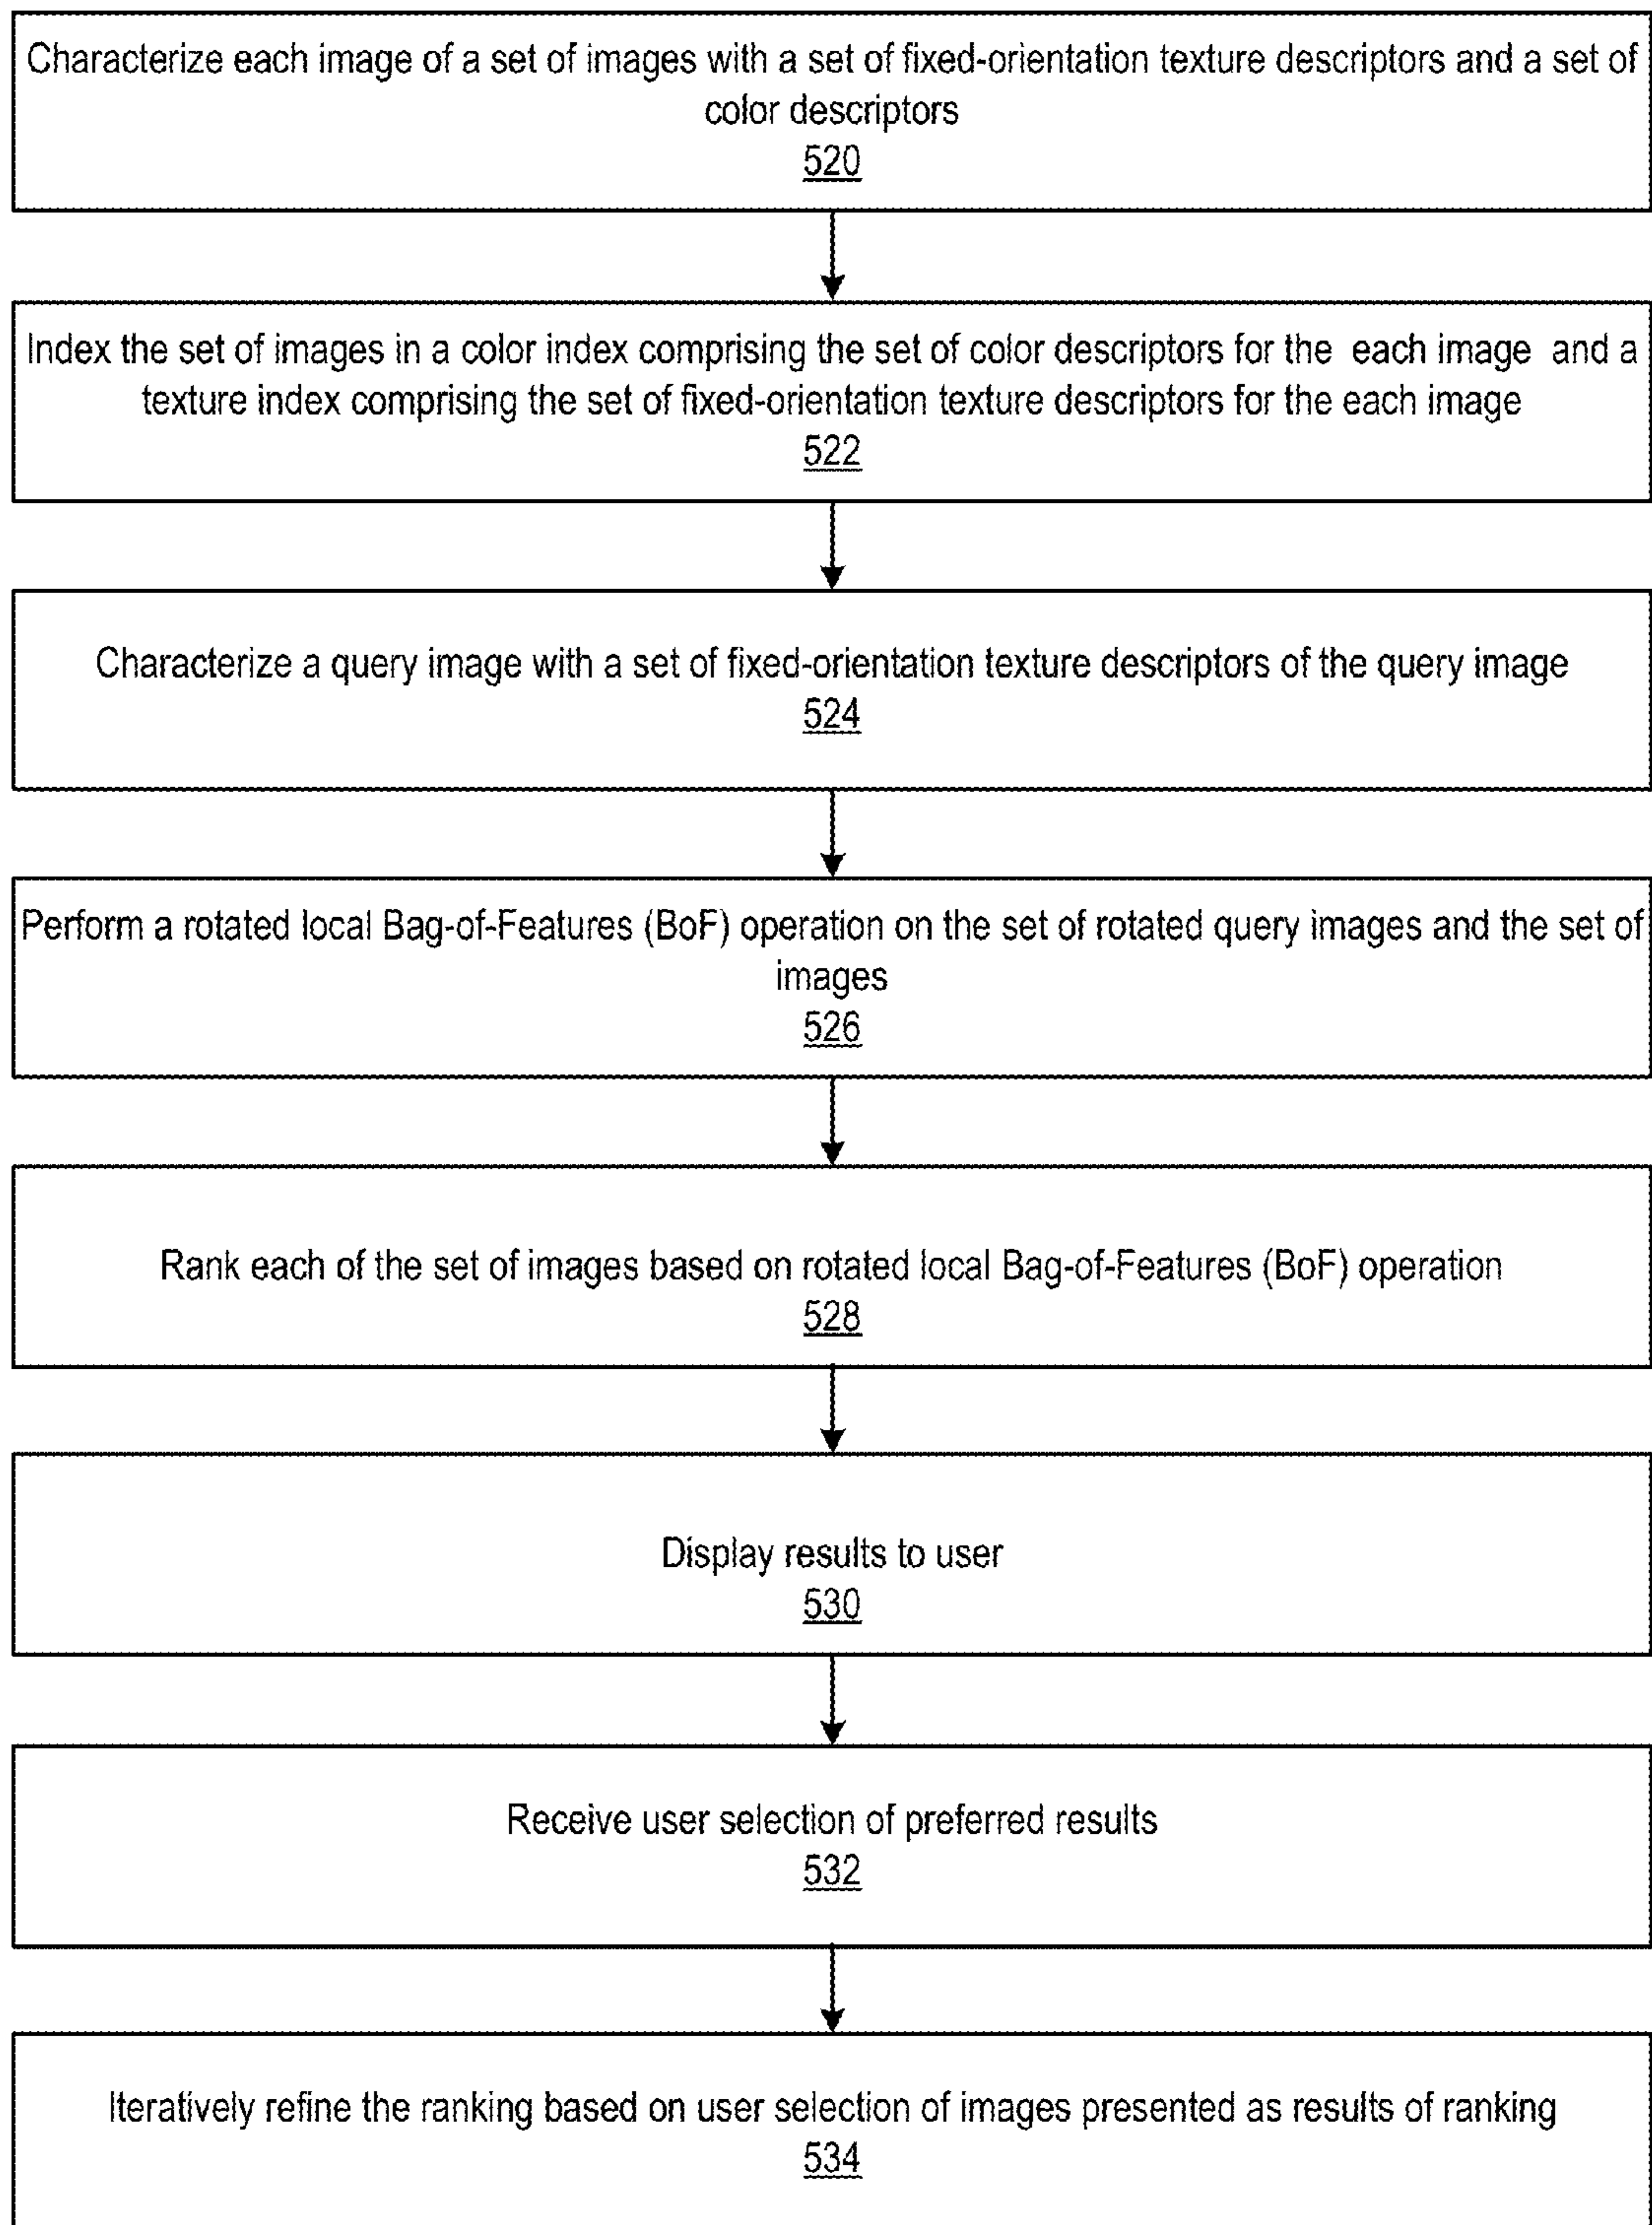 Characterize each image of a set of images with a set of fixed-orientation texture descriptors and a set of
color descriptors
520
Index the set of images in a color index comprising the set of color descriptors for the each image and a
texture index comprising the set of fixed-orientation texture descriptors for the each image
522
Characterize a query image with a set of fixed-orientation texture descriptors of the query image
524
Perform a rotated local Bag-of-Features (BoF) operation on the set of rotated query images and the set of
images
526
Rank each of the set of images based on rotated local Bag-of-Features (BoF) operation
528
Display results to user
530
Receive user selection of preferred results
532
Iteratively refine the ranking based on user selection of images presented as results of ranking
534